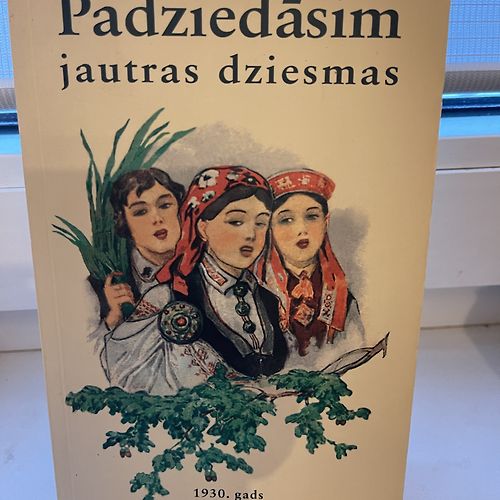 Padziedāsim
jautras dziesmas
1930. gads